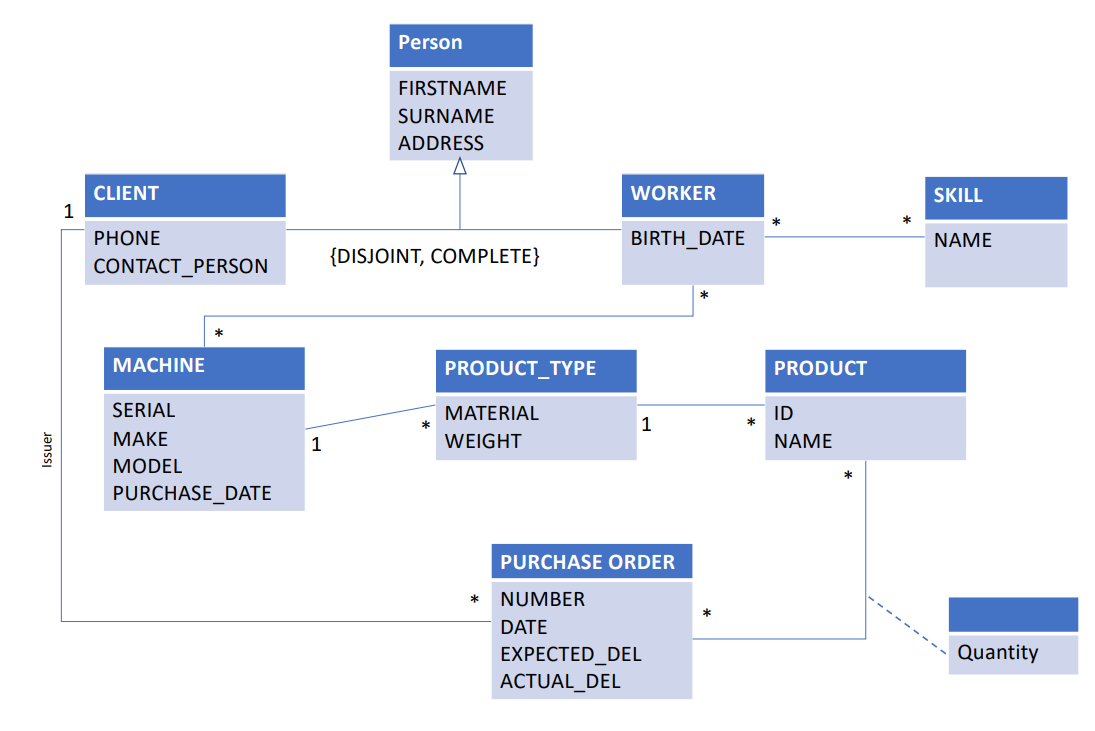 Person
FIRSTNAME
SURNAME
ADDRESS
CLIENT
PHONE
CONTACT_PERSON
1
{DISJOINT, COMPLETE}
WORKER
BIRTH_DATE
*
*
SKILL
NAME
*
*
MACHINE
SERIAL
MAKE
MODEL
PURCHASE_DATE
1
*
PRODUCT_TYPE
MATERIAL
WEIGHT
1
*
PRODUCT
ID
NAME
*
Issuer
*
PURCHASE ORDER
NUMBER
DATE
EXPECTED_DEL
ACTUAL_DEL
*
Quantity